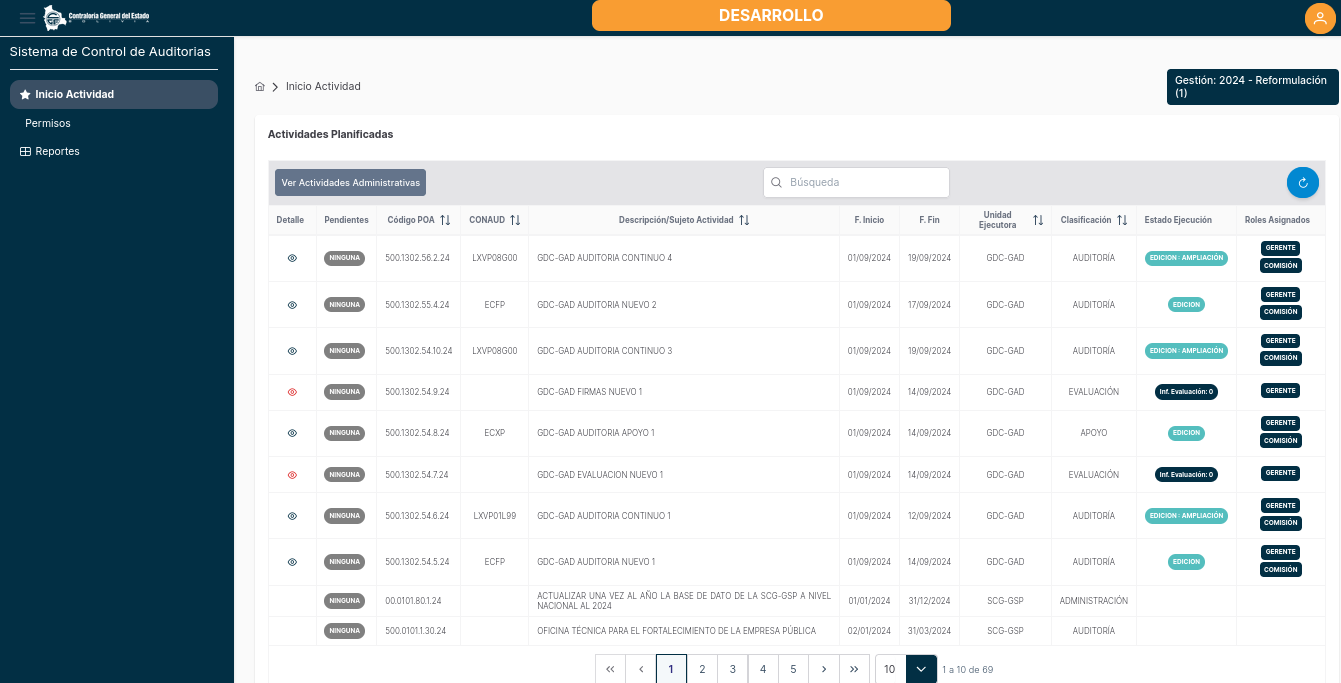 Contraloría General del Estado
BOLIVIA
DESARROLLO
Sistema de Control de Auditorias
Inicio Actividad
Permisos
Reportes
Inicio Actividad
Gestión: 2024 - Reformulación
(1)
Actividades Planificadas
Ver Actividades Administrativas
Búsqueda
Detalle Pendientes Código POA CONAUD Descripción/Sujeto Actividad F. Inicio F. Fin Unidad Ejecutora Clasificación Estado Ejecución Roles Asignados
NINGUNA 500.1302.56.2.24 LXVP08G00 GDC-GAD AUDITORIA CONTINUO 4 01/09/2024 19/09/2024 GDC-GAD AUDITORÍA EDICION : AMPLIACIÓN GERENTE COMISIÓN
NINGUNA 500.1302.55.4.24 ECFP GDC-GAD AUDITORIA NUEVO 2 01/09/2024 17/09/2024 GDC-GAD AUDITORÍA EDICION GERENTE COMISIÓN
NINGUNA 500.1302.54.10.24 LXVP08G00 GDC-GAD AUDITORIA CONTINUO 3 01/09/2024 19/09/2024 GDC-GAD AUDITORÍA EDICION : AMPLIACIÓN GERENTE COMISIÓN
NINGUNA 500.1302.54.9.24 GDC-GAD FIRMAS NUEVO 1 01/09/2024 14/09/2024 GDC-GAD EVALUACIÓN Inf. Evaluación: 0 GERENTE
NINGUNA 500.1302.54.8.24 ECXP GDC-GAD AUDITORIA APOYO 1 01/09/2024 14/09/2024 GDC-GAD APOYO EDICION GERENTE COMISIÓN
NINGUNA 500.1302.54.7.24 GDC-GAD EVALUACION NUEVO 1 01/09/2024 14/09/2024 GDC-GAD EVALUACIÓN Inf. Evaluación: 0 GERENTE
NINGUNA 500.1302.54.6.24 LXVP01L99 GDC-GAD AUDITORIA CONTINUO 1 01/09/2024 12/09/2024 GDC-GAD AUDITORÍA EDICION : AMPLIACIÓN GERENTE COMISIÓN
NINGUNA 500.1302.54.5.24 ECFP GDC-GAD AUDITORIA NUEVO 1 01/09/2024 14/09/2024 GDC-GAD AUDITORÍA EDICION GERENTE COMISIÓN
NINGUNA 00.0101.80.1.24 ACTUALIZAR UNA VEZ AL AÑO LA BASE DE DATO DE LA SCG-GSP A NIVEL NACIONAL AL 2024 01/01/2024 31/12/2024 SCG-GSP ADMINISTRACIÓN
NINGUNA 500.0101.1.30.24 OFICINA TÉCNICA PARA EL FORTALECIMIENTO DE LA EMPRESA PÚBLICA 02/01/2024 31/03/2024 SCG-GSP AUDITORÍA
1 2 3 4 5 10 1 a 10 de 69